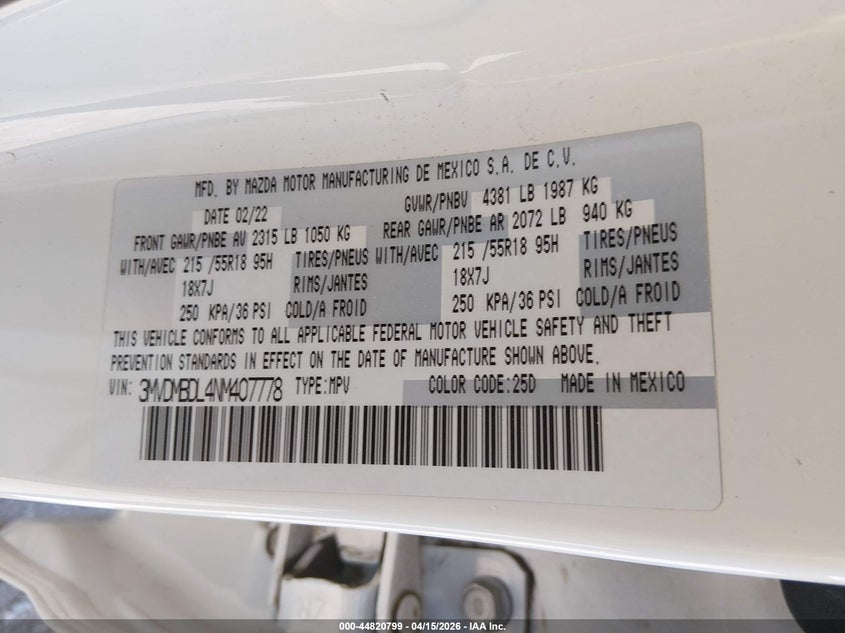 MFD. BY MAZDA MOTOR MANUFACTURING DE MEXICO S.A. DE C.V.
DATE 02/22 GVWR/PNBV 4381 LB 1987 KG
FRONT GAWR/PNBE AV 2315 LB 1050 KG REAR GAWR/PNBE AR 2072 LB 940 KG
WITH/AVEC 215 /55R18 95H TIRES/PNEUS WITH/AVEC 215 /55R18 95H TIRES/PNEUS
18X7J RIMS/JANTES 18X7J RIMS/JANTES
250 KPA/36 PSI COLD/A FROID 250 KPA/36 PSI COLD/A FROID
THIS VEHICLE CONFORMS TO ALL APPLICABLE FEDERAL MOTOR VEHICLE SAFETY AND THEFT
PREVENTION STANDARDS IN EFFECT ON THE DATE OF MANUFACTURE SHOWN ABOVE.
VIN: 3MVDMBDL4NM407778 TYPE:MPV COLOR CODE:25D MADE IN MEXICO
000-44820799 - 04/15/2026 - IAA Inc.